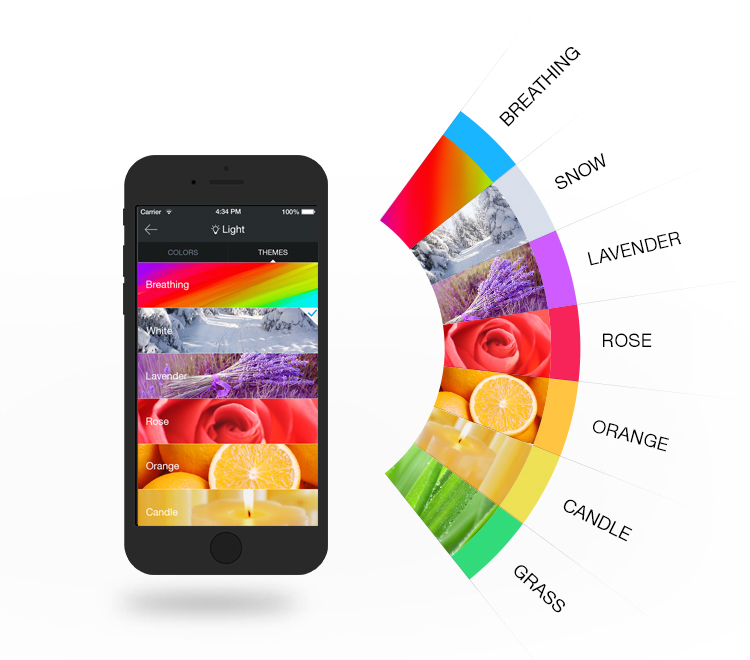 Carrier 4:34 PM 100%
Light
COLORS THEMES
Breathing
White
Lavender
Rose
Orange
Candle
BREATHING
SNOW
LAVENDER
ROSE
ORANGE
CANDLE
GRASS